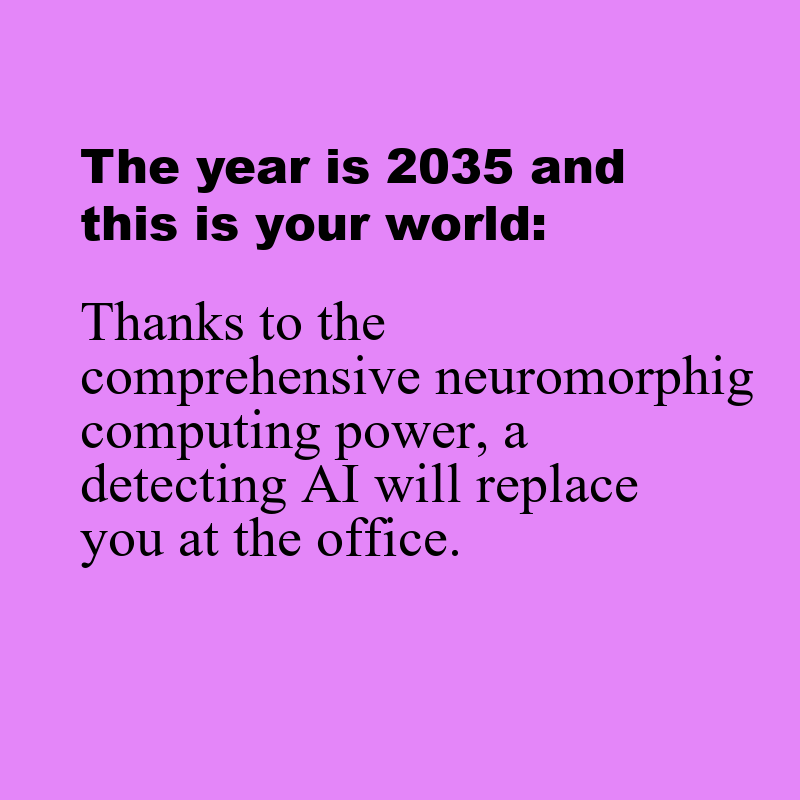 The year is 2035 and
this is your world:
Thanks to the
comprehensive neuromorphig
computing power, a
detecting AI will replace
you at the office.